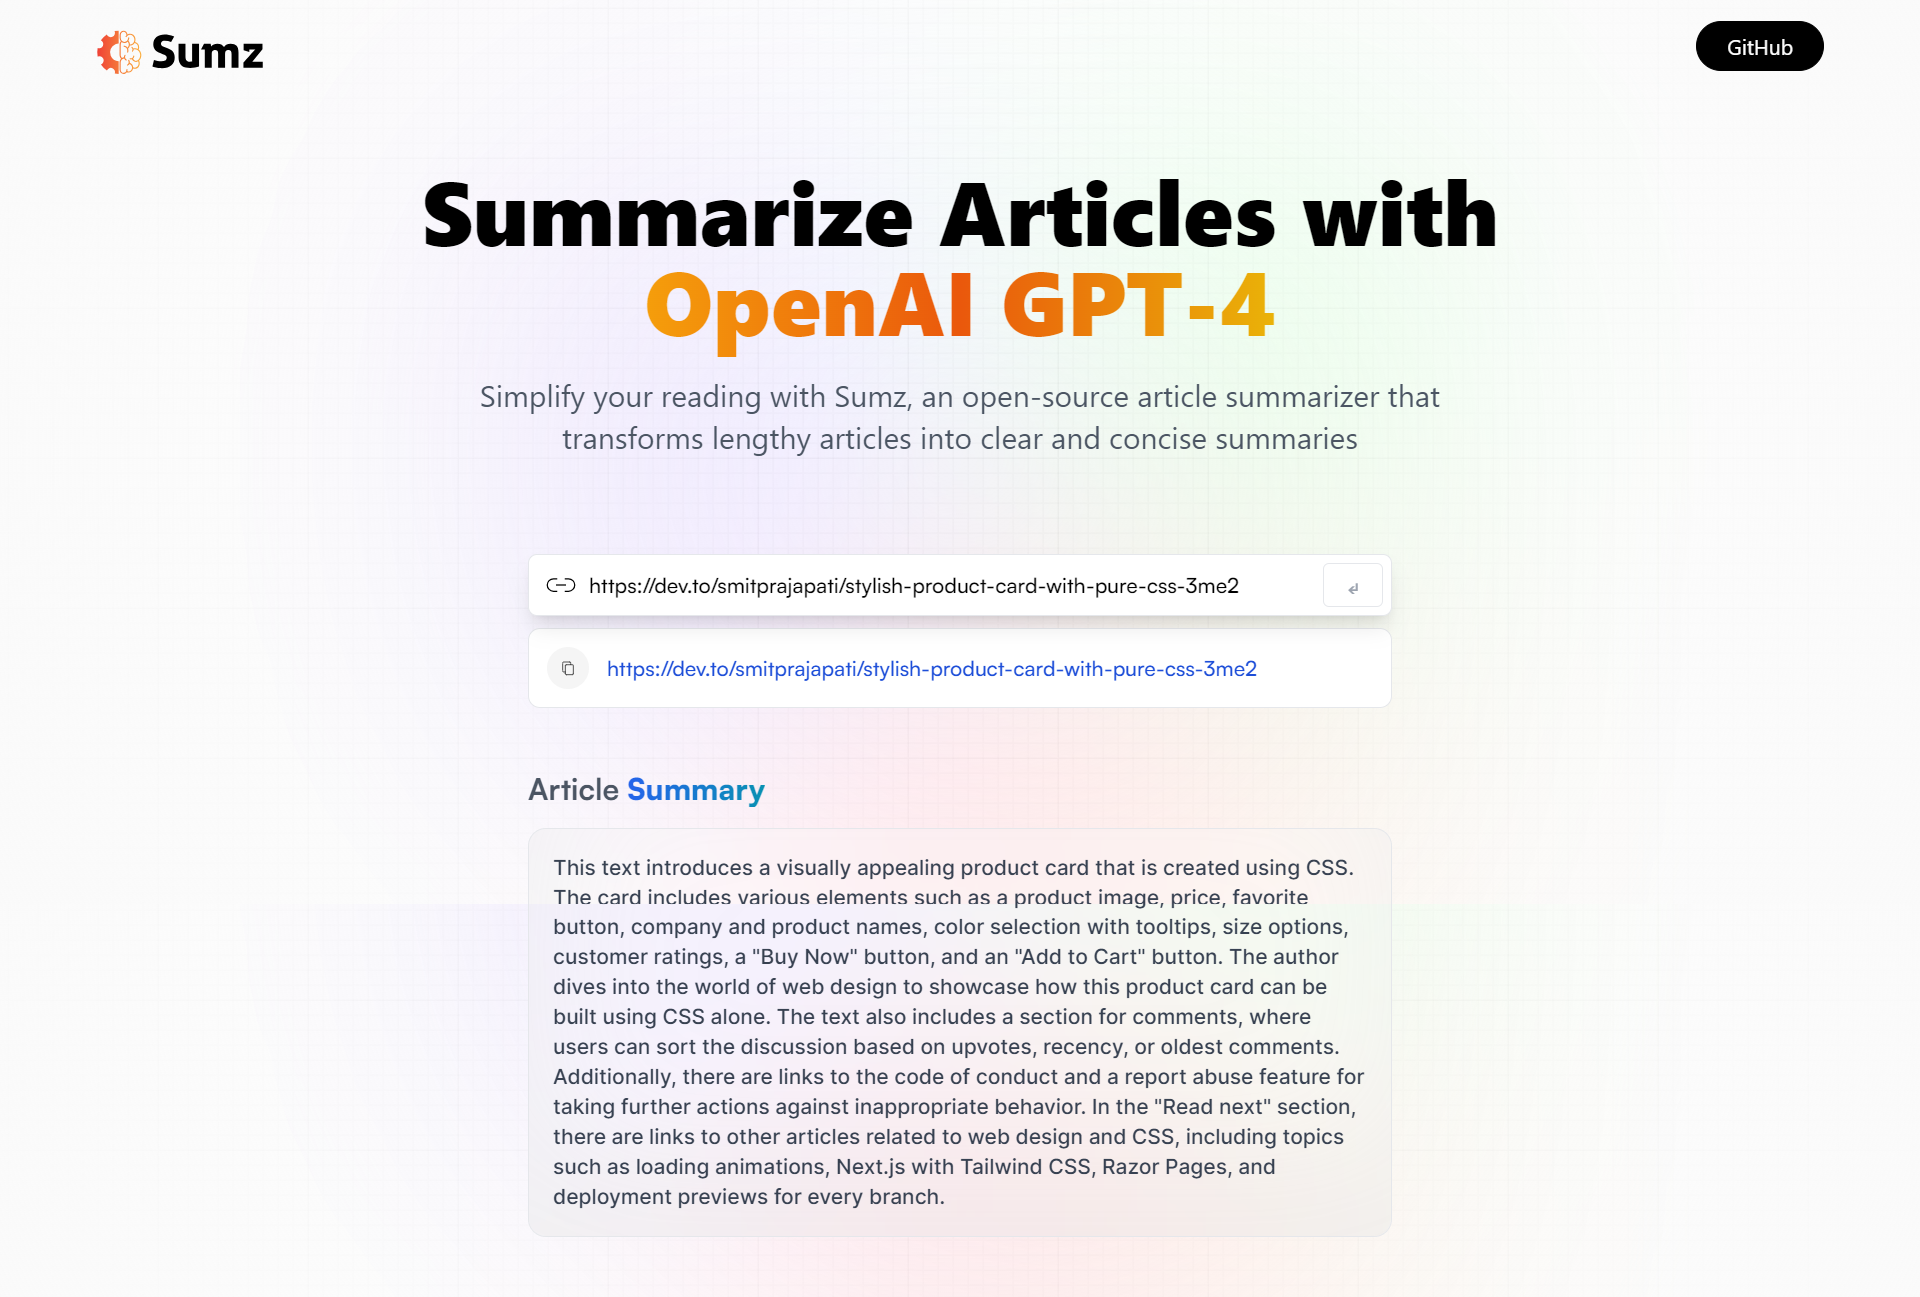 Sumz
GitHub
Summarize Articles with
OpenAI GPT-4
Simplify your reading with Sumz, an open-source article summarizer that
transforms lengthy articles into clear and concise summaries
https://dev.to/smitprajapati/stylish-product-card-with-pure-css-3me2
https://dev.to/smitprajapati/stylish-product-card-with-pure-css-3me2
Article Summary
This text introduces a visually appealing product card that is created using CSS.
The card includes various elements such as a product image, price, favorite
button, company and product names, color selection with tooltips, size options,
customer ratings, a "Buy Now" button, and an "Add to Cart" button. The author
dives into the world of web design to showcase how this product card can be
built using CSS alone. The text also includes a section for comments, where
users can sort the discussion based on upvotes, recency, or oldest comments.
Additionally, there are links to the code of conduct and a report abuse feature for
taking further actions against inappropriate behavior. In the "Read next" section,
there are links to other articles related to web design and CSS, including topics
such as loading animations, Next.js with Tailwind CSS, Razor Pages, and
deployment previews for every branch.